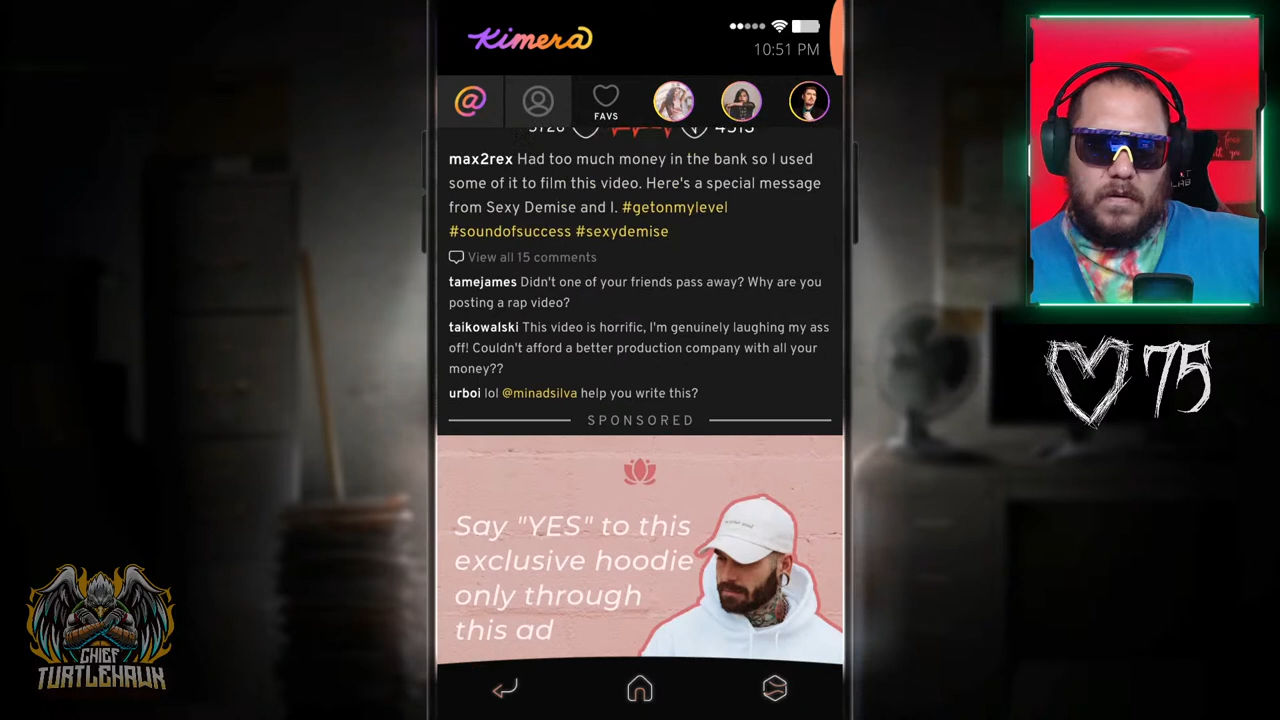 Kimera
10:51 PM
@
FAVS
max2rex Had too much money in the bank so I used
some of it to film this video. Here's a special message
from Sexy Demise and I. #getonmylevel
#soundofsuccess #sexydemise
View all 15 comments
tamejames Didn't one of your friends pass away? Why are you
posting a rap video?
taikowalski This video is horrific, I'm genuinely laughing my ass
off! Couldn't afford a better production company with all your
money??
urboi lol @minadsilva help you write this?
SPONSORED
Say "YES" to this
exclusive hoodie
only through
this ad
75
CHIEF
TURTLEHAWK